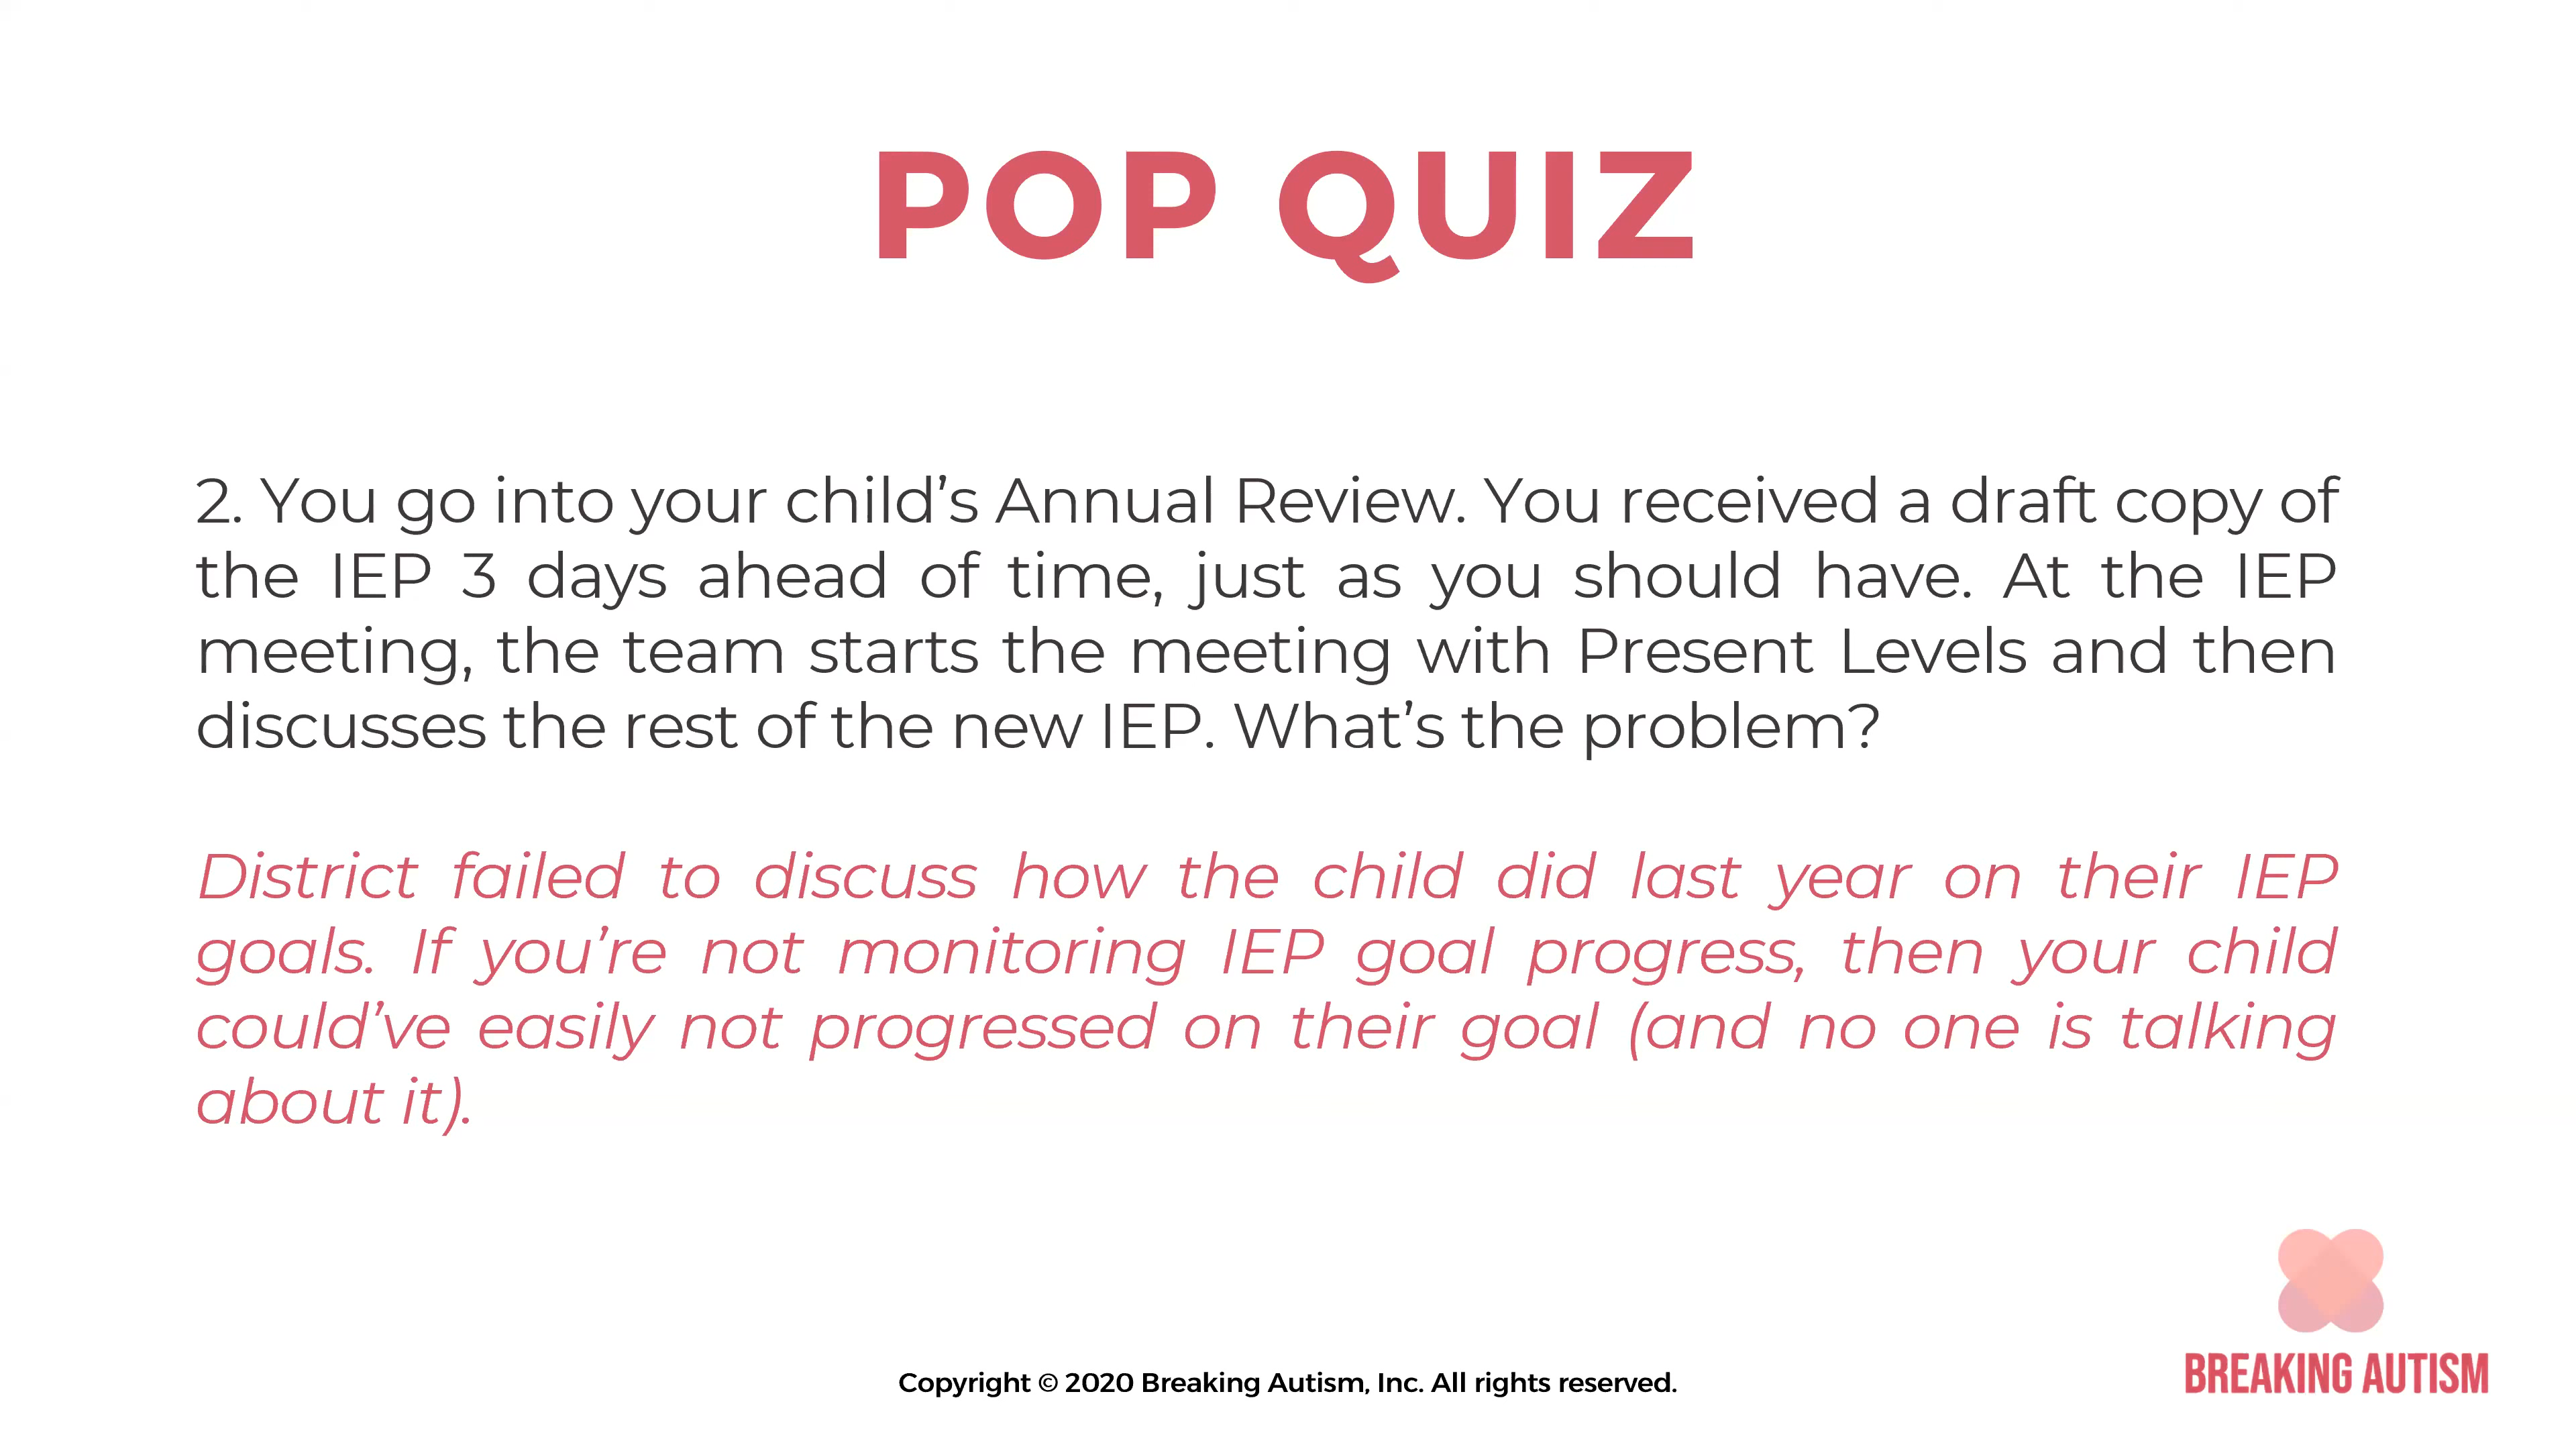 POP QUIZ
2. You go into your child’s Annual Review. You received a draft copy of
the IEP 3 days ahead of time, just as you should have. At the IEP
meeting, the team starts the meeting with Present Levels and then
discusses the rest of the new IEP. What’s the problem?
District failed to discuss how the child did last year on their IEP
goals. If you’re not monitoring IEP goal progress, then your child
could’ve easily not progressed on their goal (and no one is talking
about it).
Copyright © 2020 Breaking Autism, Inc. All rights reserved.
BREAKING AUTISM